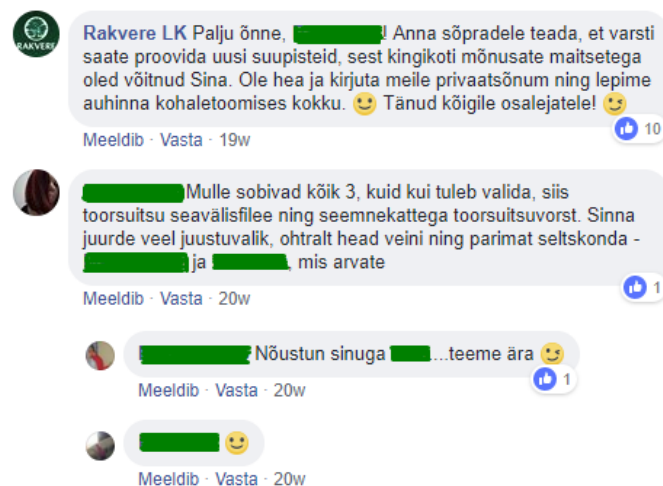 RAKVERE
Rakvere LK Palju õnne, ! Anna sõpradele teada, et varsti
saate proovida uusi suupisteid, sest kingikoti mõnusate maitsetega
oled võitnud Sina. Ole hea ja kirjuta meile privaatsõnum ning lepime
auhinna kohaletoomises kokku. 🙂 Tänud kõigile osalejatele! 😉
10
Meeldib · Vasta · 19w
Mulle sobivad kõik 3, kuid kui tuleb valida, siis
toorsuitsu seavälisfilee ning seemnekattega toorsuitsuvorst. Sinna
juurde veel juustuvalik, ohtralt head veini ning parimat seltskonda -
ja , mis arvate
1
Meeldib · Vasta · 20w
Nõustun sinuga ...teeme ära 😉
1
Meeldib · Vasta · 20w
🙂
Meeldib · Vasta · 20w